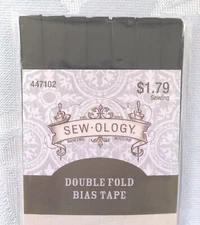 447102
$1.79
Sewing
SEW·OLOGY
DOUBLE FOLD
BIAS TAPE